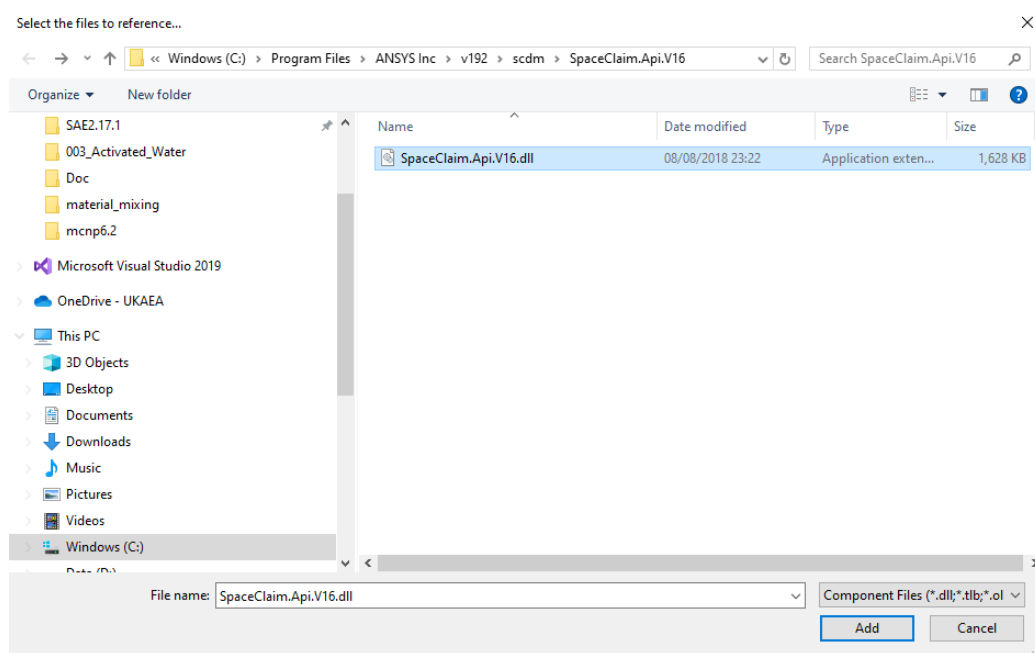 Select the files to reference...
« Windows (C:) > Program Files > ANSYS Inc > v192 > scdm > SpaceClaim.Api.V16
Search SpaceClaim.Api.V16
Organize
New folder
Name
Date modified
Type
Size
SpaceClaim.Api.V16.dll
08/08/2018 23:22
Application exten...
1,628 KB
SAE2.17.1
003_Activated_Water
Doc
material_mixing
mcnp6.2
Microsoft Visual Studio 2019
OneDrive - UKAEA
This PC
3D Objects
Desktop
Documents
Downloads
Music
Pictures
Videos
Windows (C:)
File name:
SpaceClaim.Api.V16.dll
Component Files (*.dll;*.tlb;*.ol
Add
Cancel